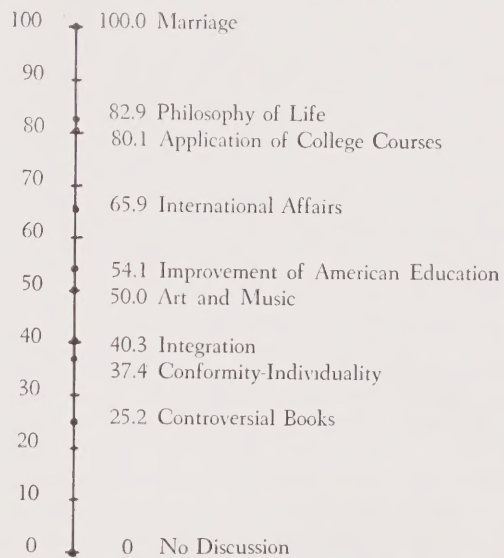 100 100.0 Marriage
90
82.9 Philosophy of Life
80 80.1 Application of College Courses
70
65.9 International Affairs
60
54.1 Improvement of American Education
50 50.0 Art and Music
40 40.3 Integration
37.4 Conformity-Individuality
30
25.2 Controversial Books
20
10
0 0 No Discussion